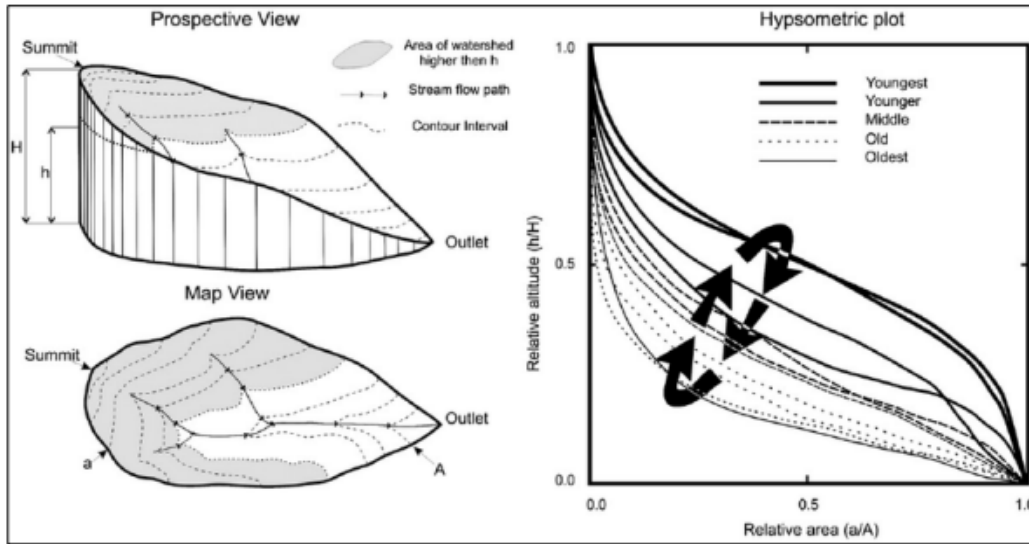 Prospective View
Summit
Area of watershed
higher then h
Stream flow path
Contour Interval
H
h
Outlet
Map View
Summit
Outlet
a
A
Hypsometric plot
1.0
Youngest
Younger
Middle
Old
Oldest
Relative altitude (h/H)
0.5
0.0
0.0
0.5
1.0
Relative area (a/A)